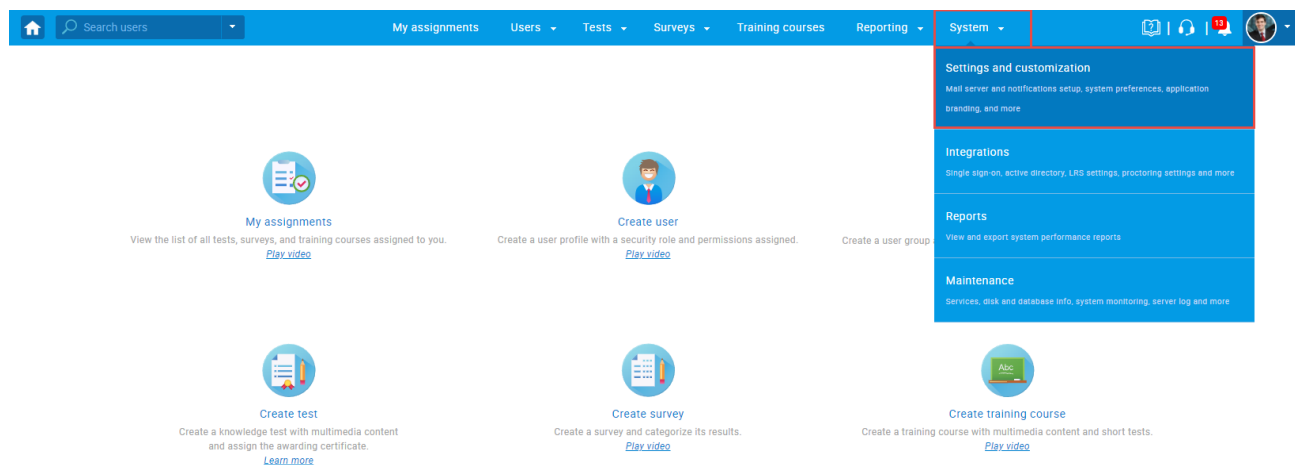 Search users
My assignments
Users
Tests
Surveys
Training courses
Reporting
System
13
Settings and customization
Mail server and notifications setup, system preferences, application
branding, and more
Integrations
Single sign-on, active directory, LRS settings, proctoring settings and more
Reports
View and export system performance reports
Maintenance
Services, disk and database info, system monitoring, server log and more
My assignments
View the list of all tests, surveys, and training courses assigned to you.
Play video
Create user
Create a user profile with a security role and permissions assigned.
Play video
Create a user group
Create test
Create a knowledge test with multimedia content
and assign the awarding certificate.
Learn more
Create survey
Create a survey and categorize its results.
Play video
Abc
Create training course
Create a training course with multimedia content and short tests.
Play video